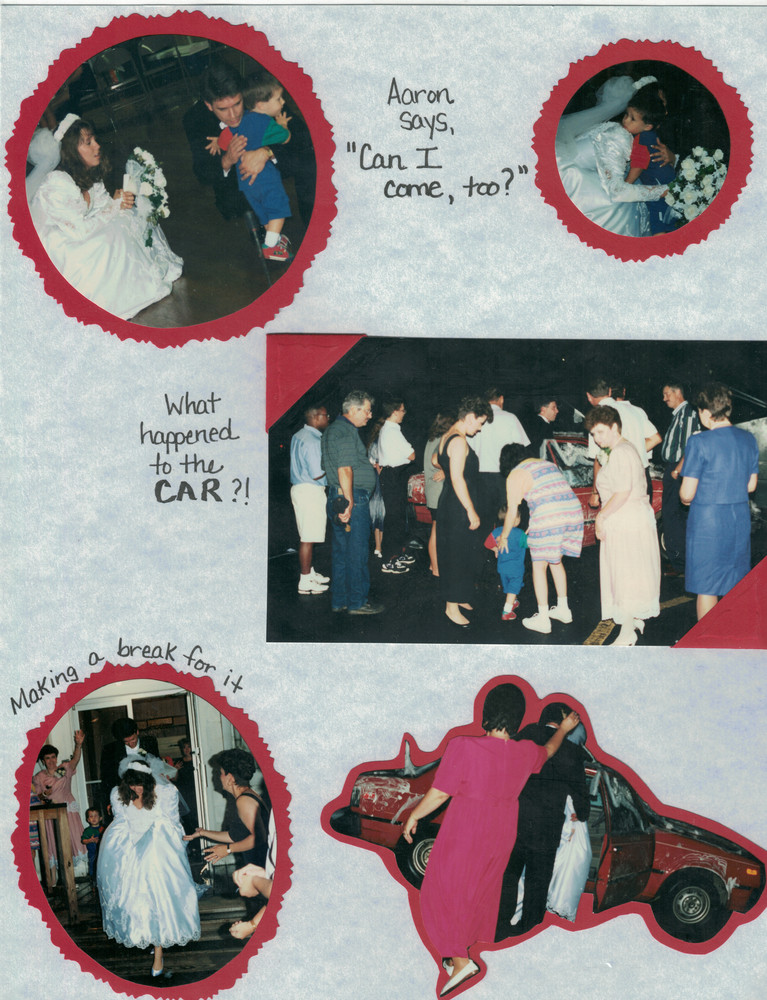 Aaron
says,
"Can I
come, too?"
What
happened
to the
CAR?!
Making a break for it